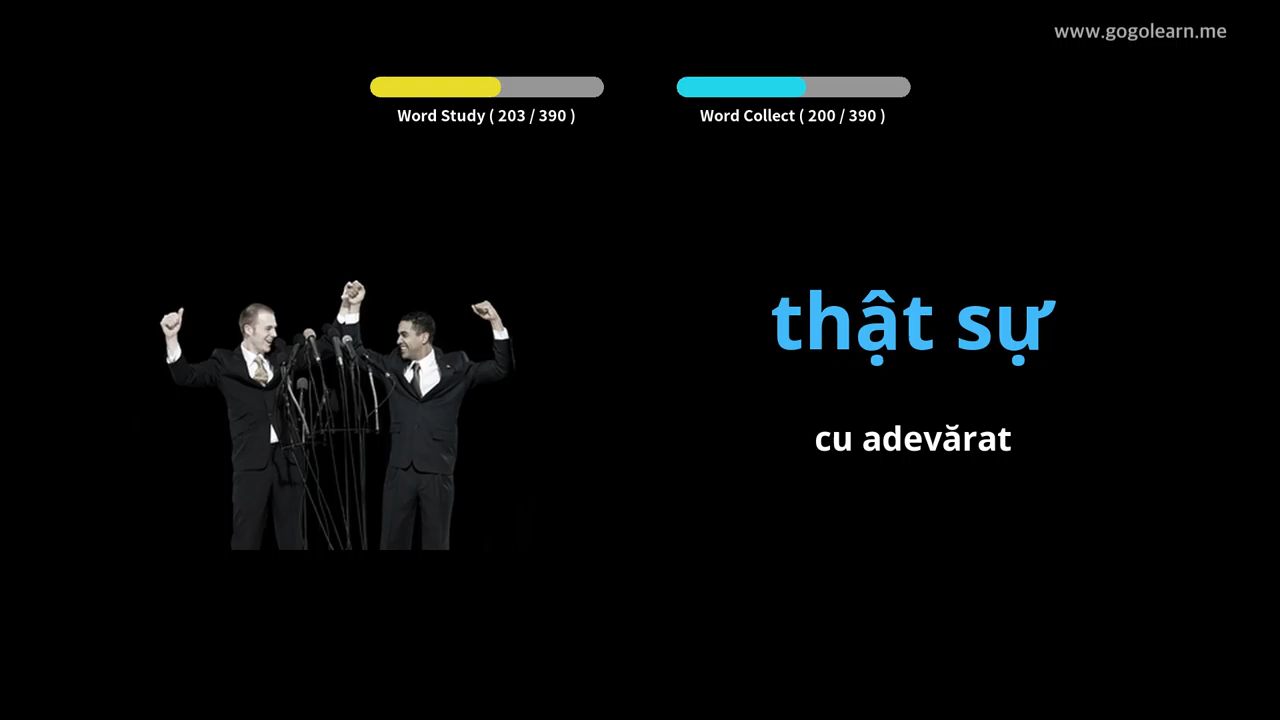 www.gogolearn.me
Word Study ( 203 / 390 )
Word Collect ( 200 / 390 )
thật sự
cu adevărat